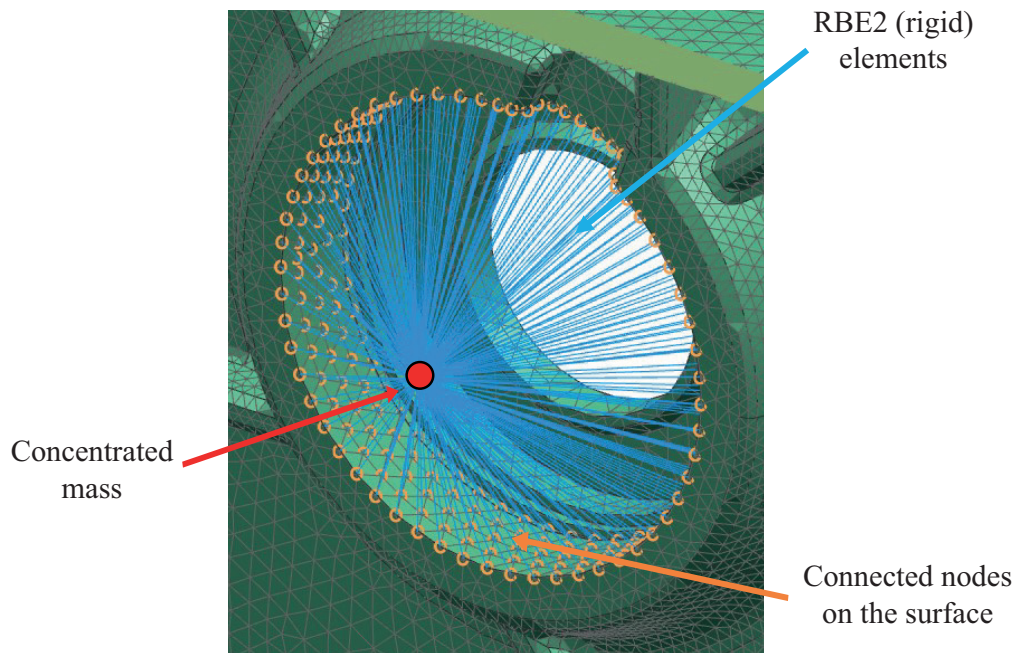 RBE2 (rigid)
elements
Concentrated
mass
Connected nodes
on the surface